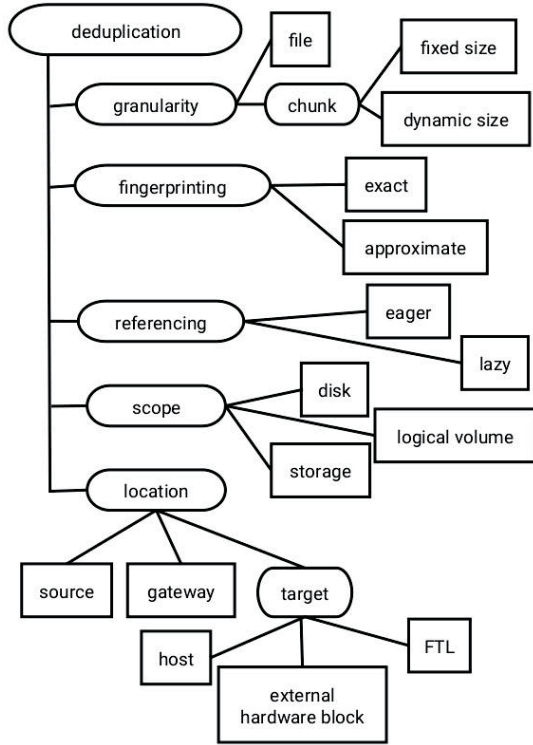 deduplication
file
fixed size
granularity
chunk
dynamic size
fingerprinting
exact
approximate
referencing
eager
lazy
scope
disk
logical volume
storage
location
source
gateway
target
host
FTL
external
hardware block